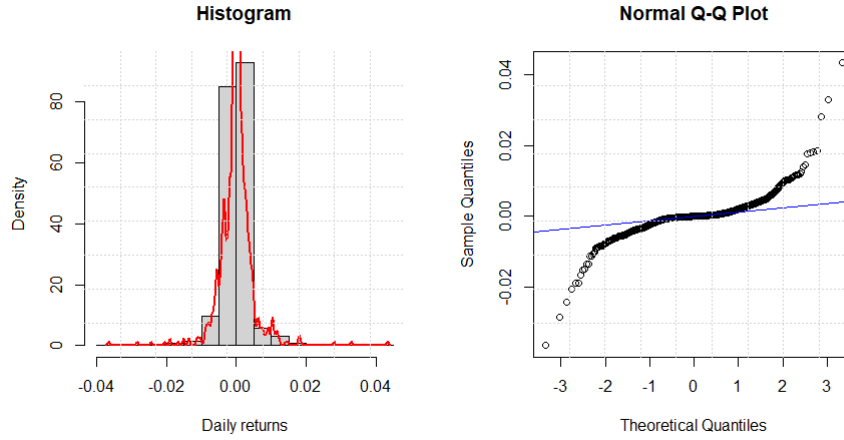 Histogram
Density
80
60
40
20
0
-0.04 -0.02 0.00 0.02 0.04
Daily returns
Normal Q-Q Plot
Sample Quantiles
0.04
0.02
0.00
-0.02
-3 -2 -1 0 1 2 3
Theoretical Quantiles